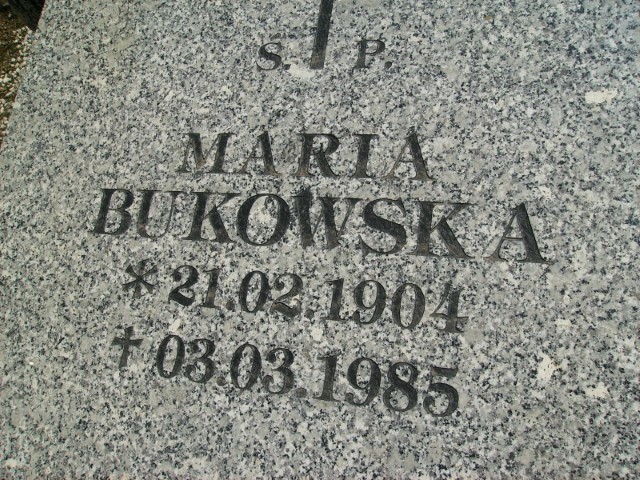 S. P.
MARIA
BUKOWSKA
* 21.02.1904
† 03.03.1985